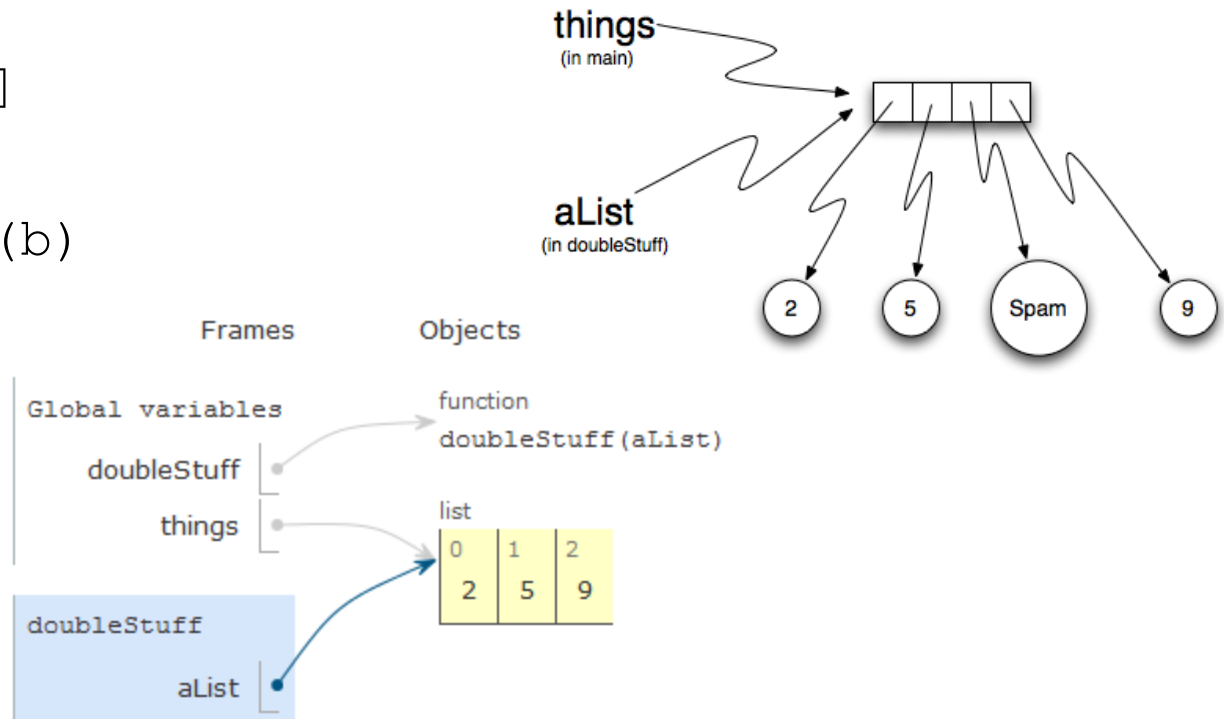 ]
(b)
things
(in main)
aList
(in doubleStuff)
2
5
Spam
9
Frames
Objects
Global variables
doubleStuff
things
function
doubleStuff(aList)
list
0 1 2
2 5 9
doubleStuff
aList